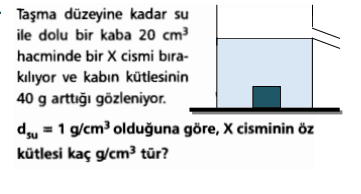 Taşma düzeyine kadar su
ile dolu bir kaba 20 cm³
hacminde bir X cismi bıra-
kılıyor ve kabın kütlesinin
40 g arttığı gözleniyor.
d_su = 1 g/cm³ olduğuna göre, X cisminin öz
kütlesi kaç g/cm³ tür?